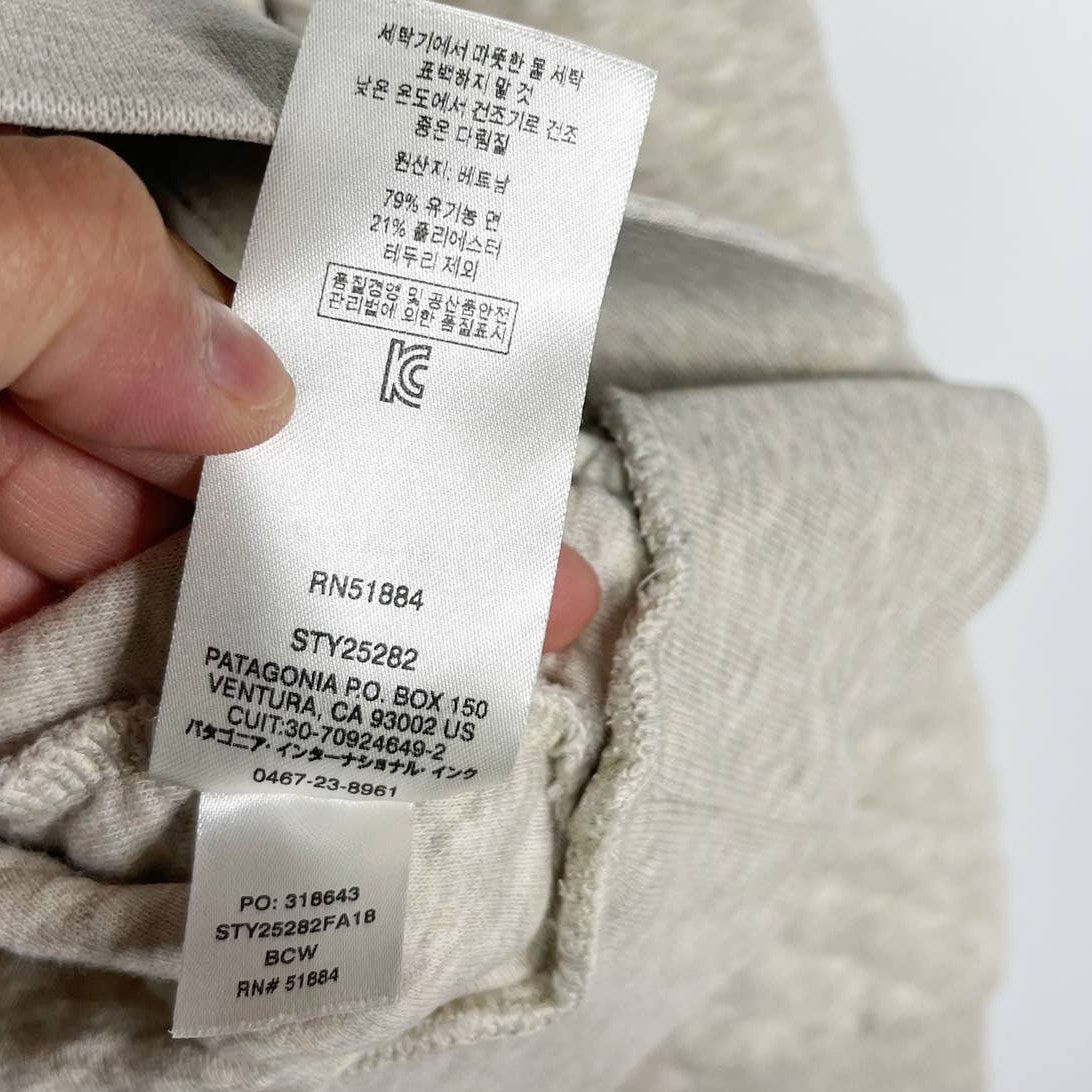 세탁기에서 따뜻한 물 세탁
표백하지 말 것
낮은 온도에서 건조기로 건조
중온 다림질
원산지: 베트남
79% 유기농 면
21% 폴리에스터
테두리 제외
품질경영 및 공산품안전
관리법에 의한 품질표시
RN51884
STY25282
PATAGONIA P.O. BOX 150
VENTURA, CA 93002 US
CUIT:30-70924649-2
パタゴニア・インターナショナル・インク
0467-23-8961
PO: 318643
STY25282FA18
BCW
RN# 51884